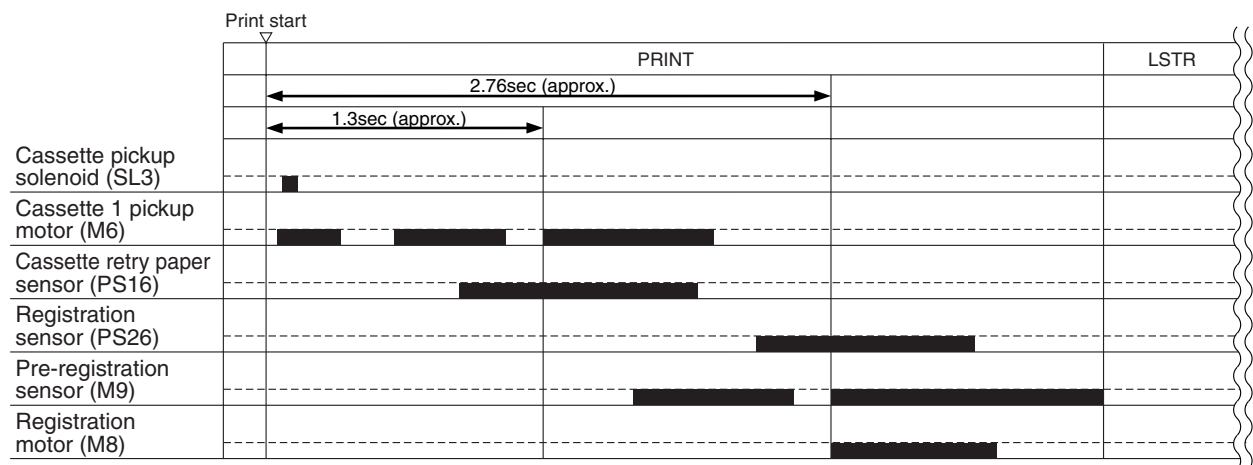 Print start
PRINT
LSTR
2.76sec (approx.)
1.3sec (approx.)
Cassette pickup
solenoid (SL3)
Cassette 1 pickup
motor (M6)
Cassette retry paper
sensor (PS16)
Registration
sensor (PS26)
Pre-registration
sensor (M9)
Registration
motor (M8)